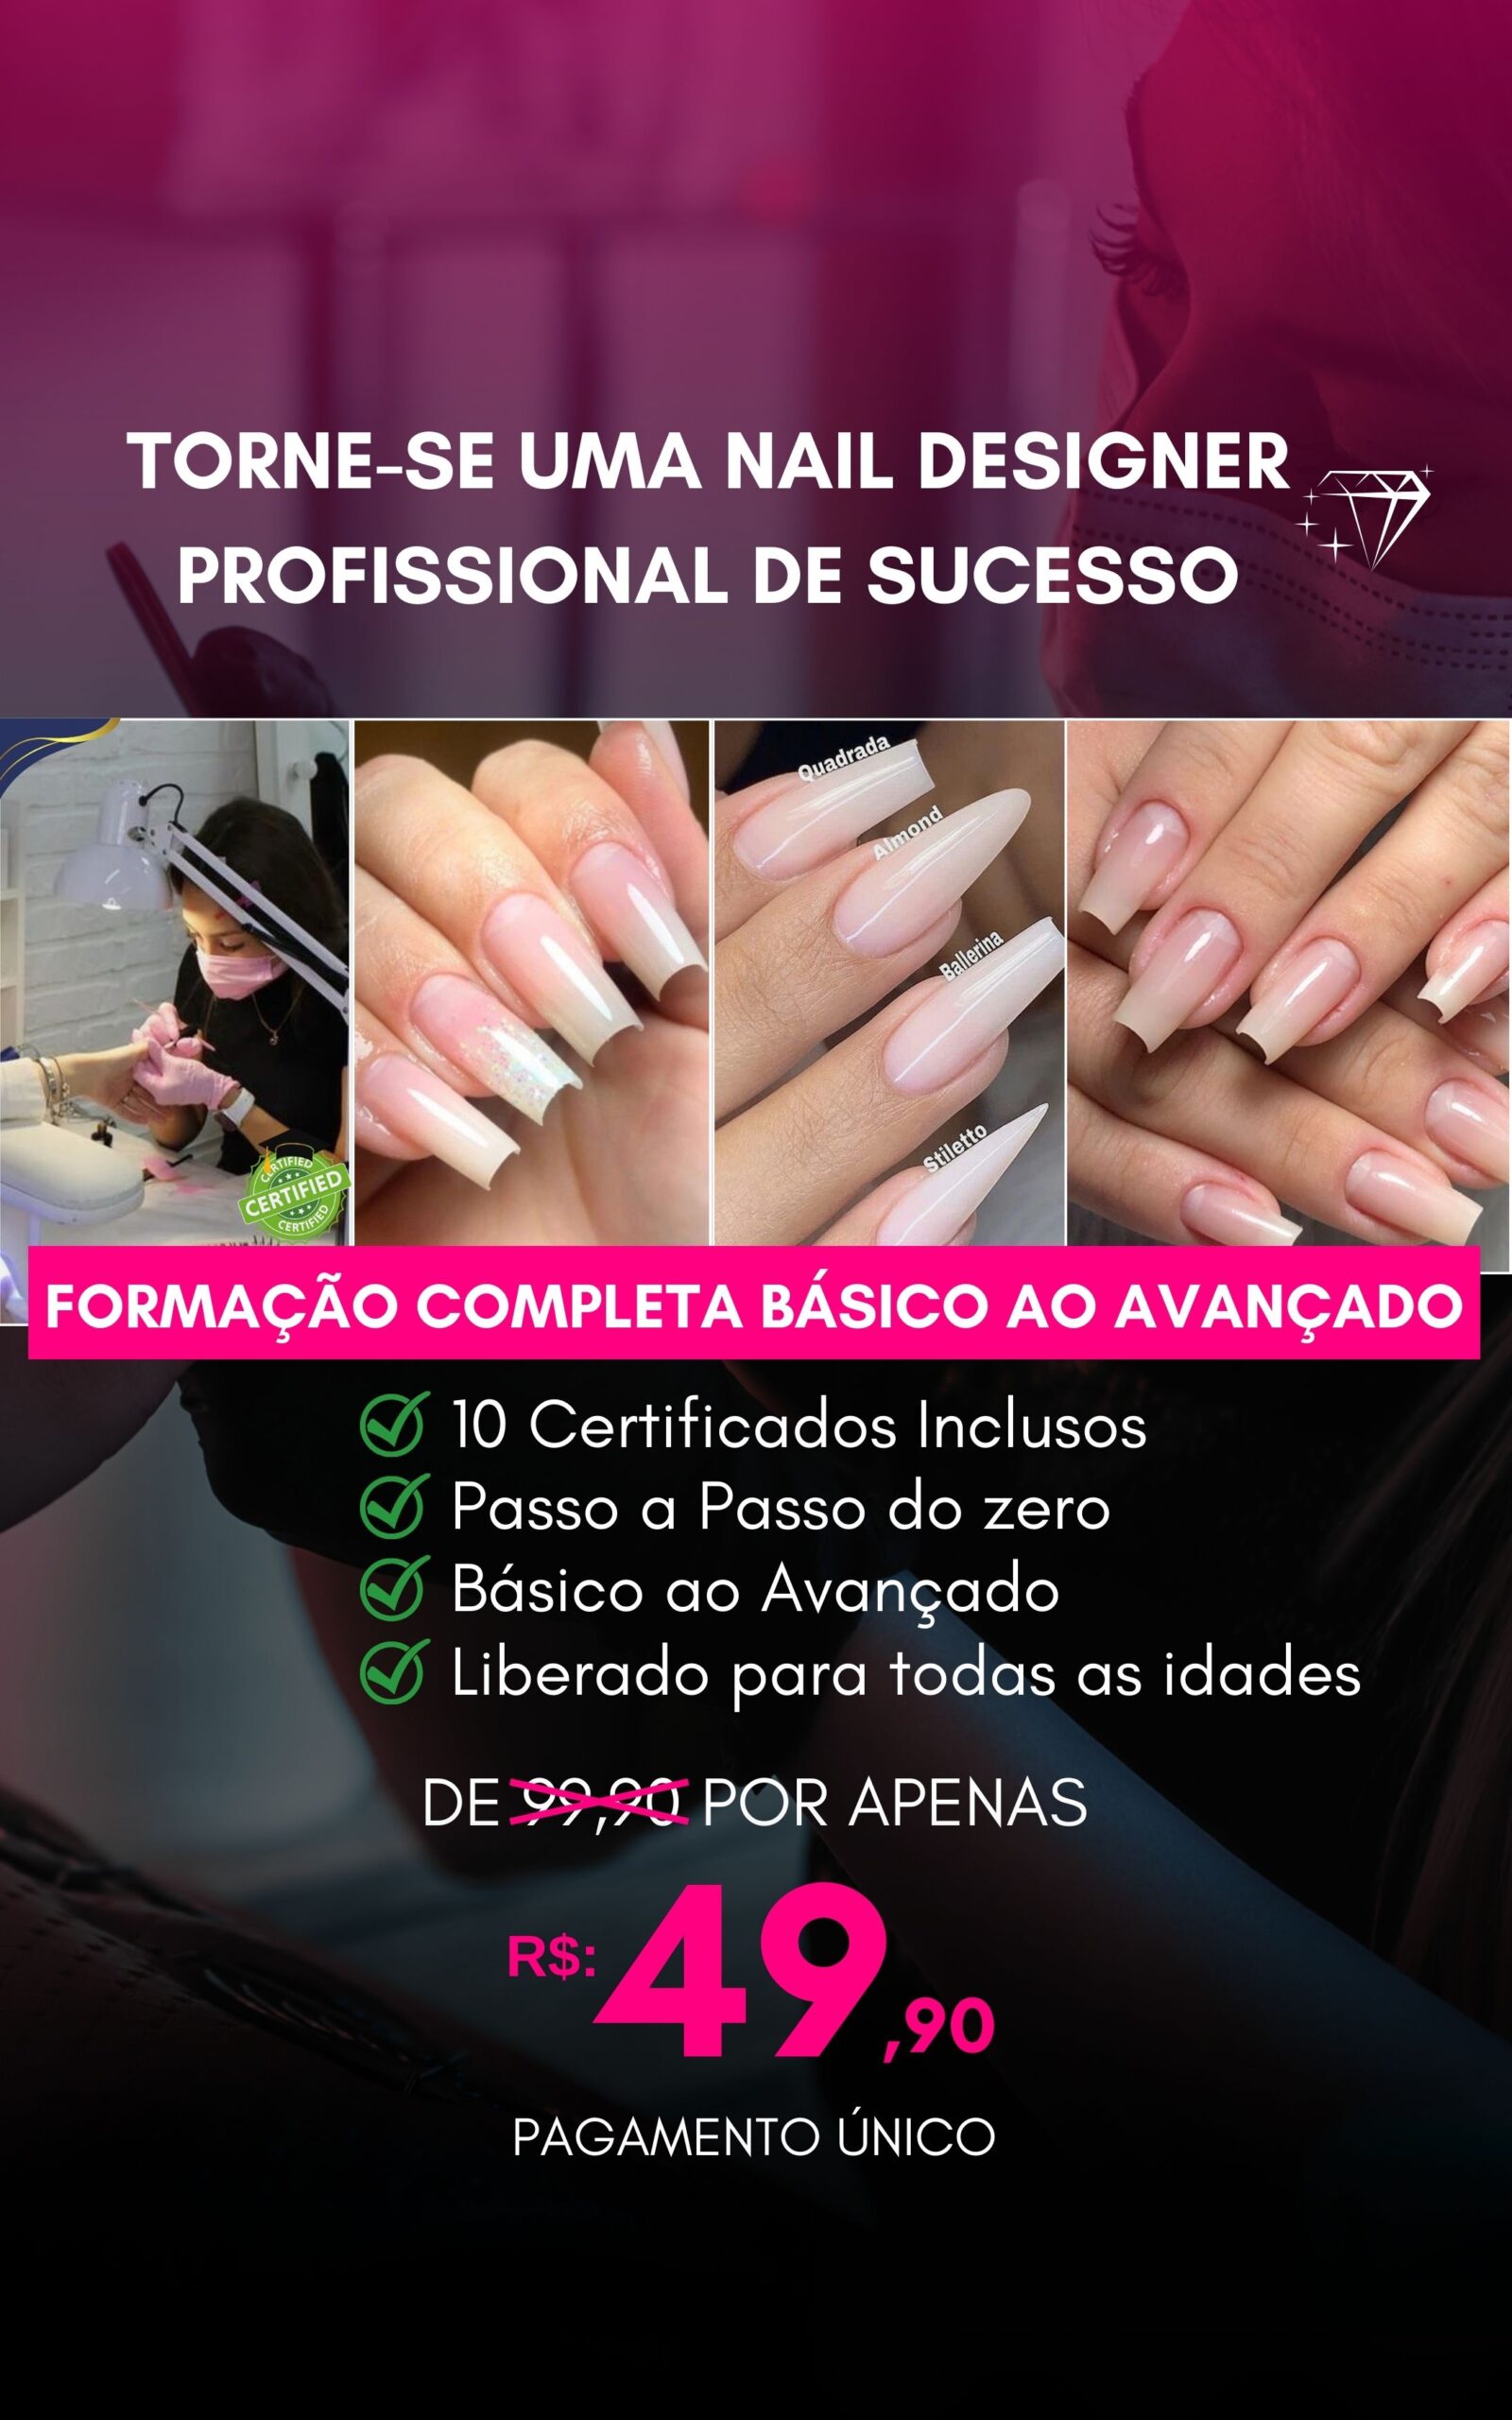 TORNE-SE UMA NAIL DESIGNER
PROFISSIONAL DE SUCESSO
Quadrada
Almond
Ballerina
Stiletto
CERTIFIED
CERTIFIED
CERTIFIED
FORMAÇÃO COMPLETA BÁSICO AO AVANÇADO
10 Certificados Inclusos
Passo a Passo do zero
Básico ao Avançado
Liberado para todas as idades
DE 99,90 POR APENAS
R$: 49,90
PAGAMENTO ÚNICO